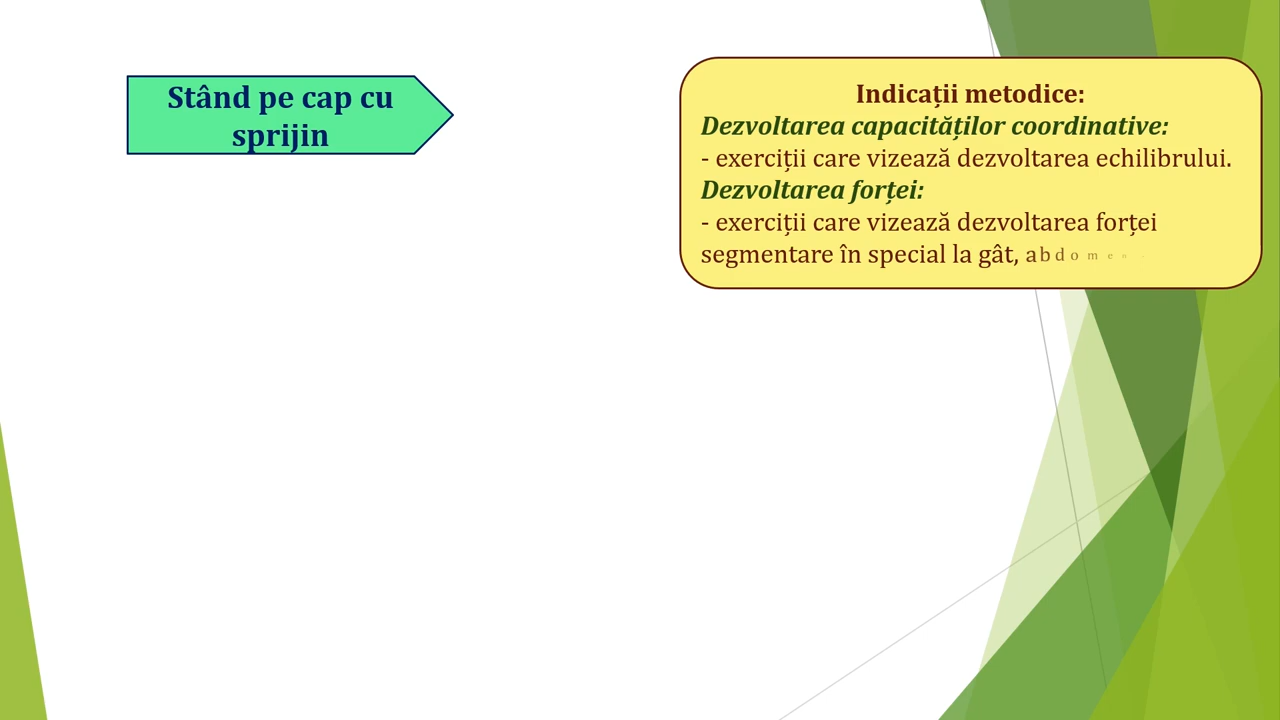 Stând pe cap cu
sprijin
Indicații metodice:
Dezvoltarea capacităților coordinative:
- exerciții care vizează dezvoltarea echilibrului.
Dezvoltarea forței:
- exerciții care vizează dezvoltarea forței
segmentare în special la gât, abdomen.